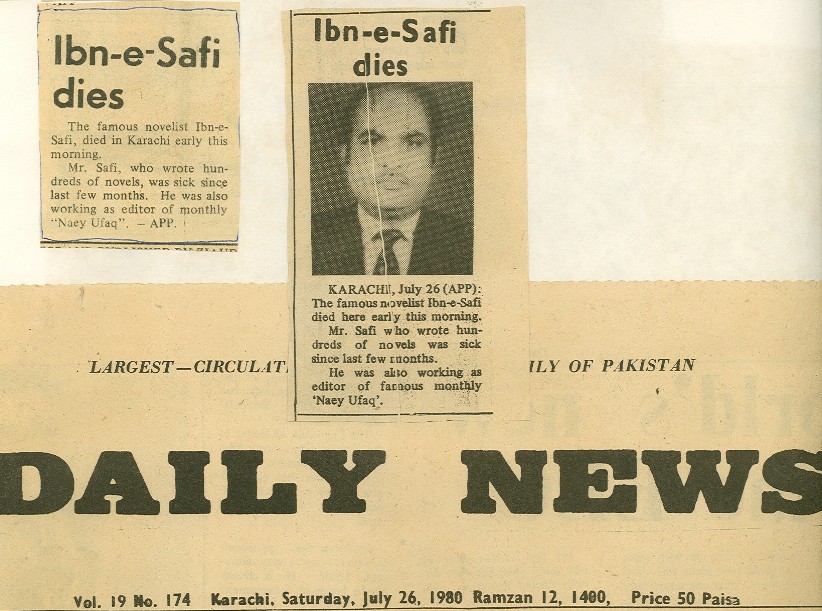 Ibn-e-Safi
dies
The famous novelist Ibn-e-
Safi, died in Karachi early this
morning.
Mr. Safi, who wrote hun-
dreds of novels, was sick since
last few months. He was also
working as editor of monthly
"Naey Ufaq". — APP.
Ibn-e-Safi
dies
KARACHI, July 26 (APP):
The famous novelist Ibn-e-Safi
died here early this morning.
Mr. Safi who wrote hun-
dreds of novels was sick
since last few months.
He was also working as
editor of famous monthly
'Naey Ufaq'.
LARGEST—CIRCULAT ILY OF PAKISTAN
DAILY NEWS
Vol. 19 No. 174 Karachi, Saturday, July 26, 1980 Ramzan 12, 1400, Price 50 Paisa